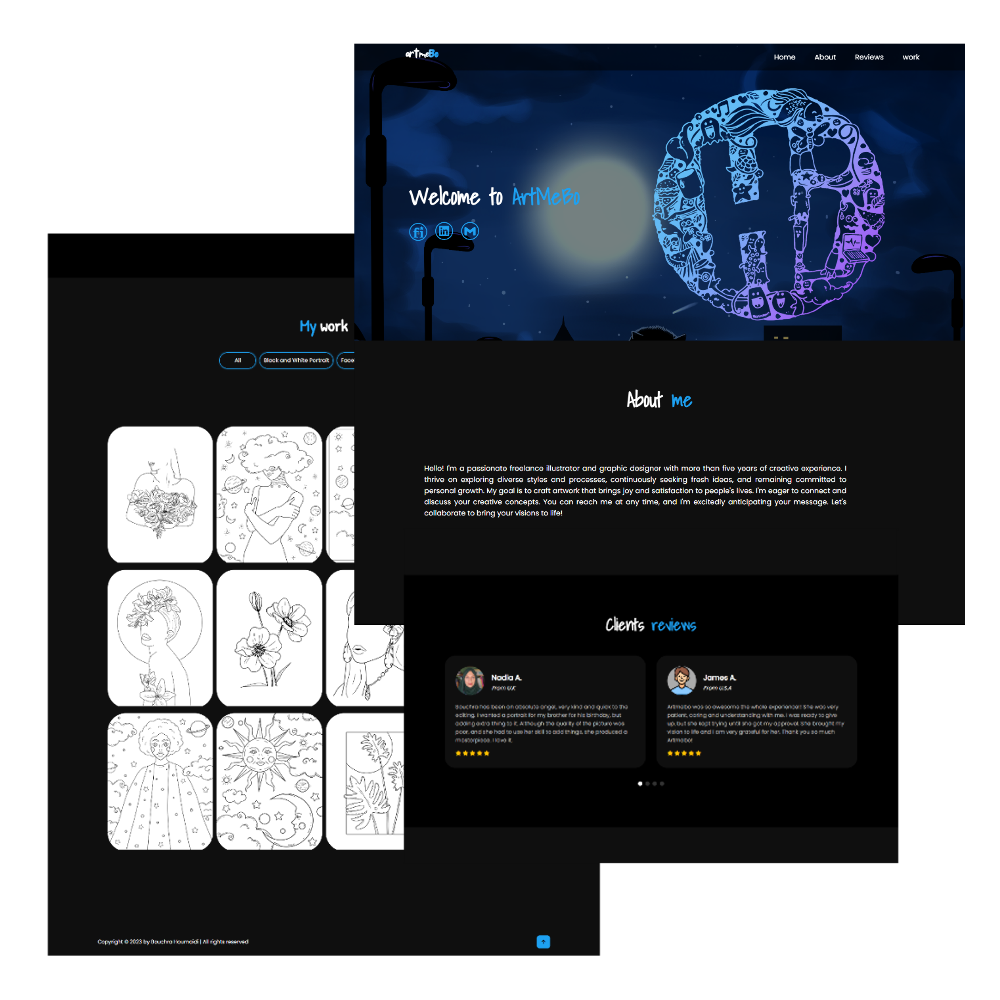 artmeBo
Home About Reviews work
Welcome to ArtMeBo
About me
Hello! I'm a passionate freelance illustrator and graphic designer with more than five years of creative experience. I
thrive on exploring diverse styles and processes, continuously seeking fresh ideas, and remaining committed to
personal growth. My goal is to craft artwork that brings joy and satisfaction to people's lives. I'm eager to connect and
discuss your creative concepts. You can reach me at any time, and I'm excitedly anticipating your message. Let's
collaborate to bring your visions to life!
My work
All Black and White Portrait Face
Clients reviews
Nadia A.
From U.K
Bouchra has been an absolute angel, very kind and quick to the
editing. I wanted a portrait for my brother for his birthday, but
adding extra thing to it. Although the quality of the picture was
poor, and she had to use her skill to add things, she produced a
masterpiece. I love it.
James A.
From U.S.A
Artmebo was so awesome the whole experience! She was very
patient, caring and understanding with me. I was ready to give
up, but she kept trying until she got my approval. She brought my
vision to life and I am very grateful for her. Thank you so much
Artmebo!
Copyright © 2023 by Bouchra Houmaidi | All rights reserved